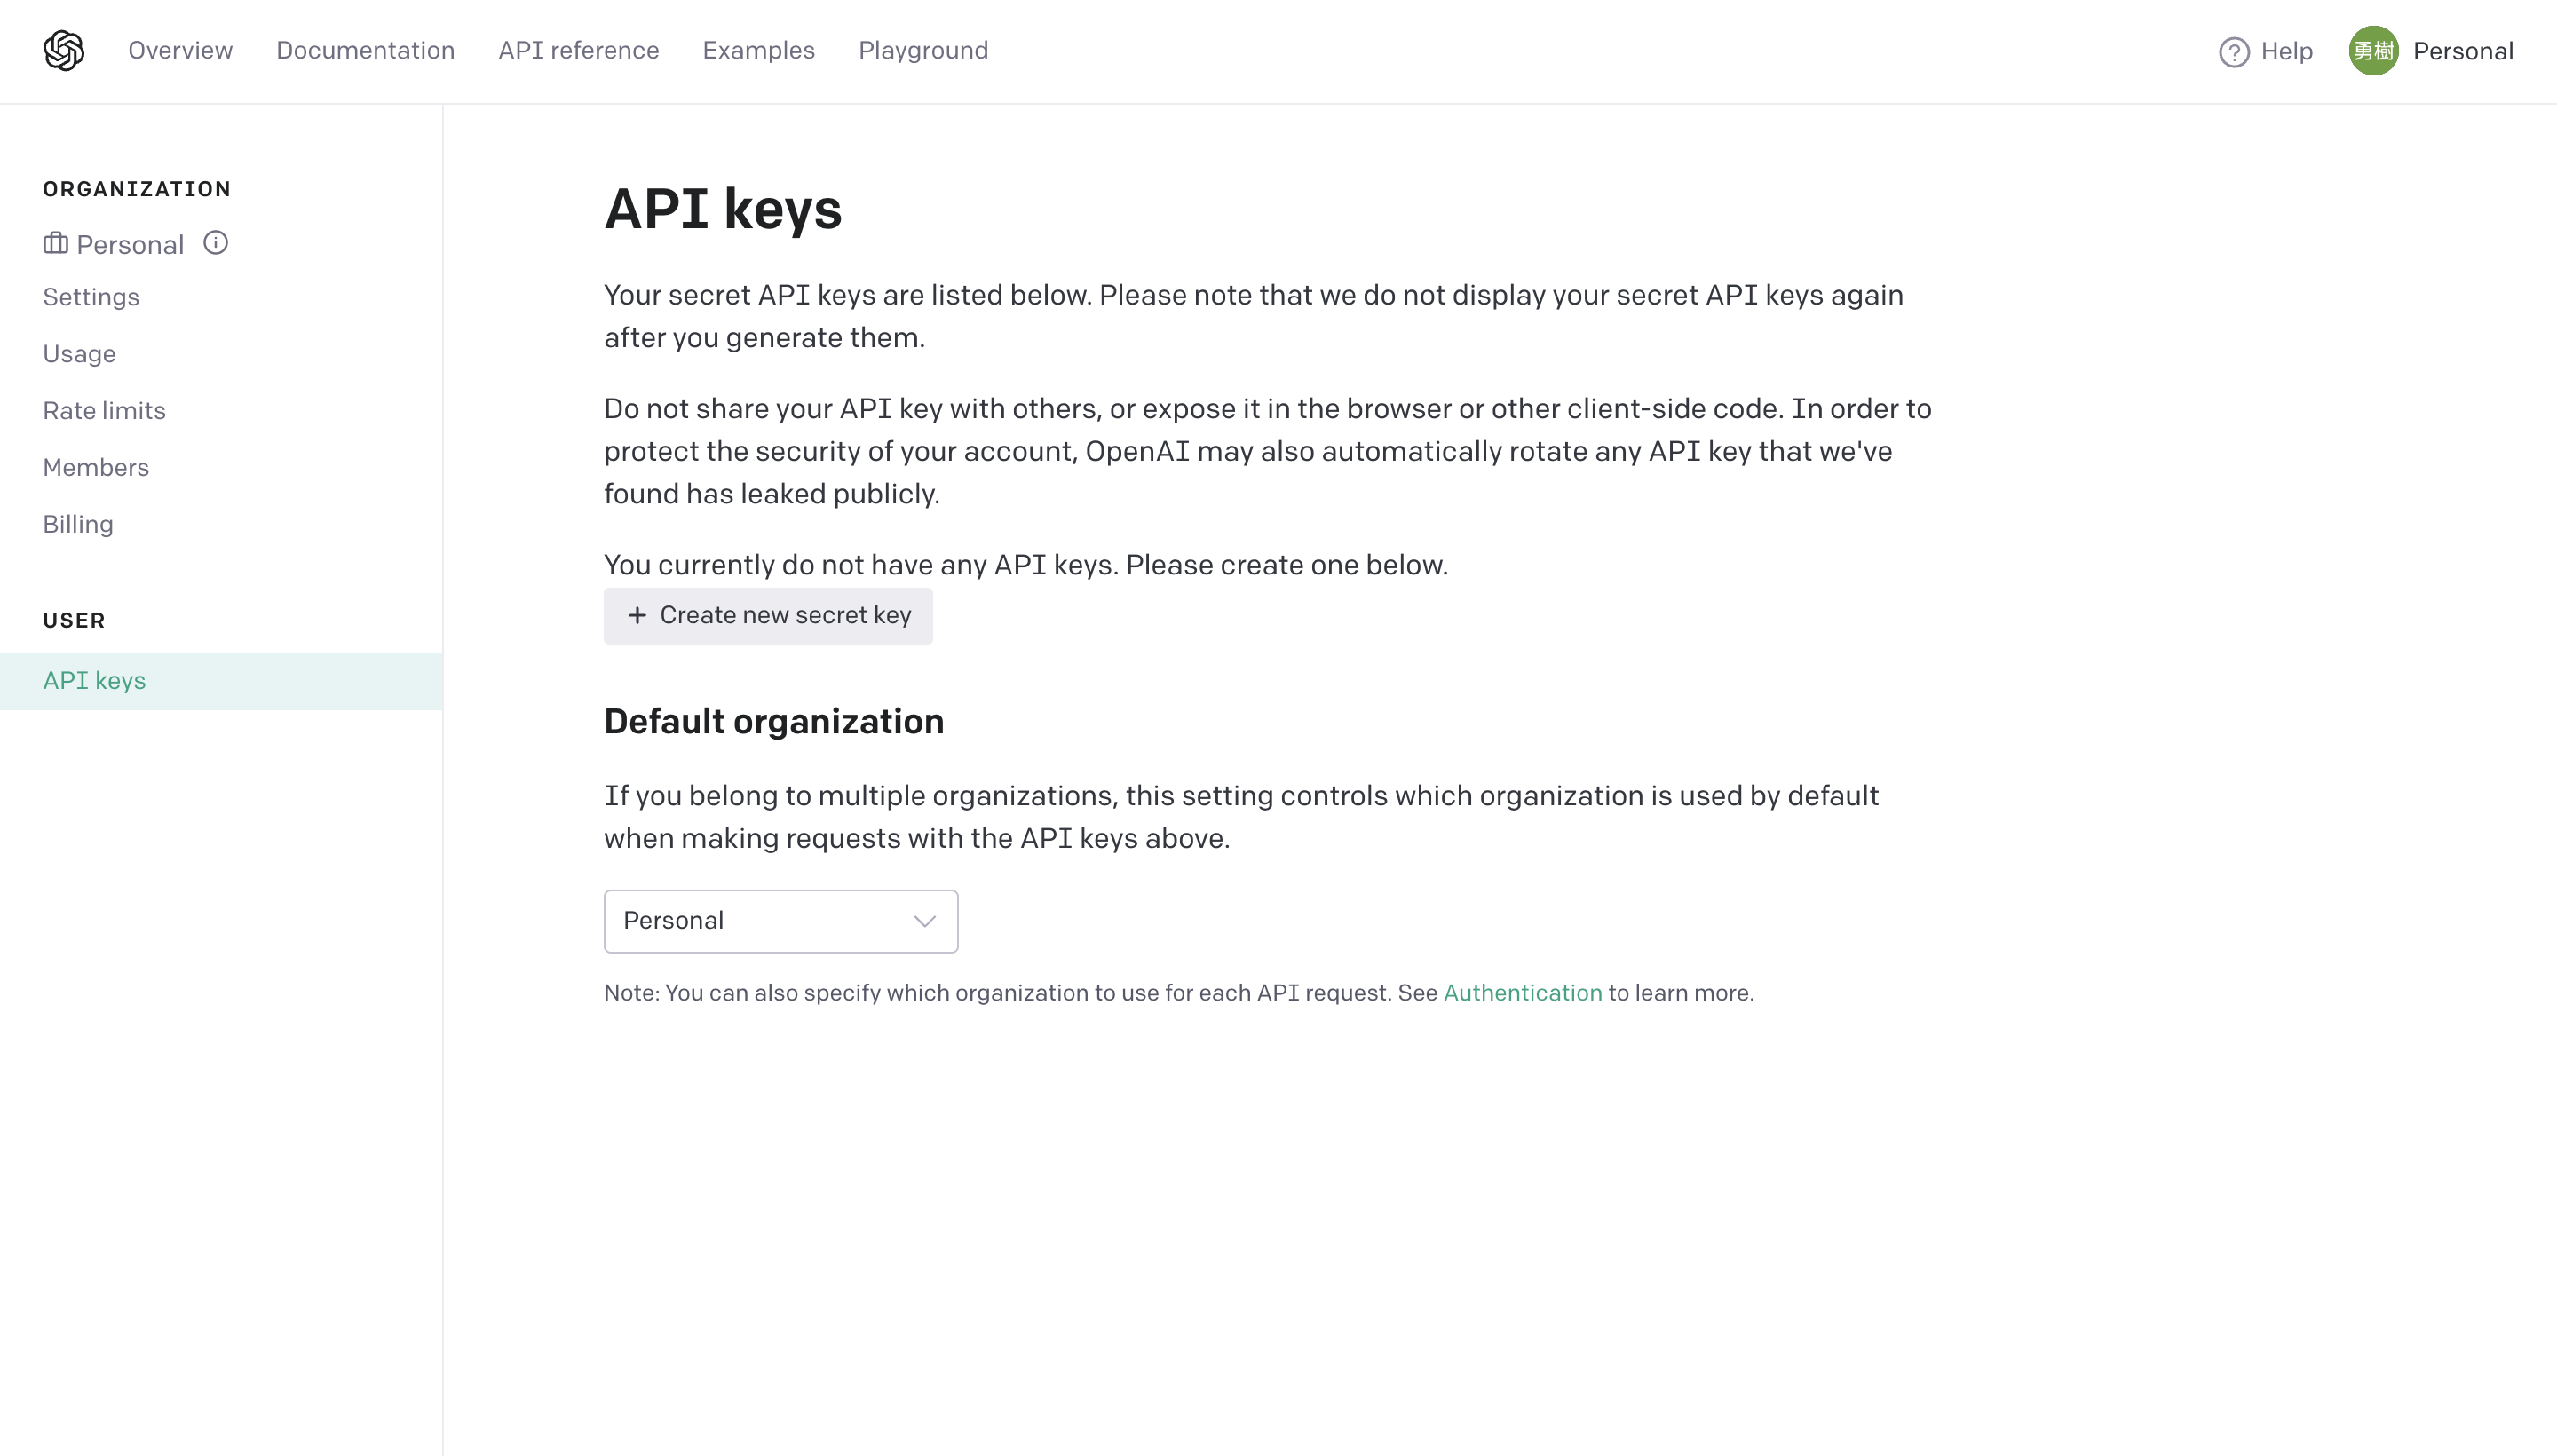 Overview Documentation API reference Examples Playground Help 勇樹 Personal
ORGANIZATION
Personal
Settings
Usage
Rate limits
Members
Billing
USER
API keys
API keys
Your secret API keys are listed below. Please note that we do not display your secret API keys again
after you generate them.
Do not share your API key with others, or expose it in the browser or other client-side code. In order to
protect the security of your account, OpenAI may also automatically rotate any API key that we've
found has leaked publicly.
You currently do not have any API keys. Please create one below.
+ Create new secret key
Default organization
If you belong to multiple organizations, this setting controls which organization is used by default
when making requests with the API keys above.
Personal
Note: You can also specify which organization to use for each API request. See Authentication to learn more.